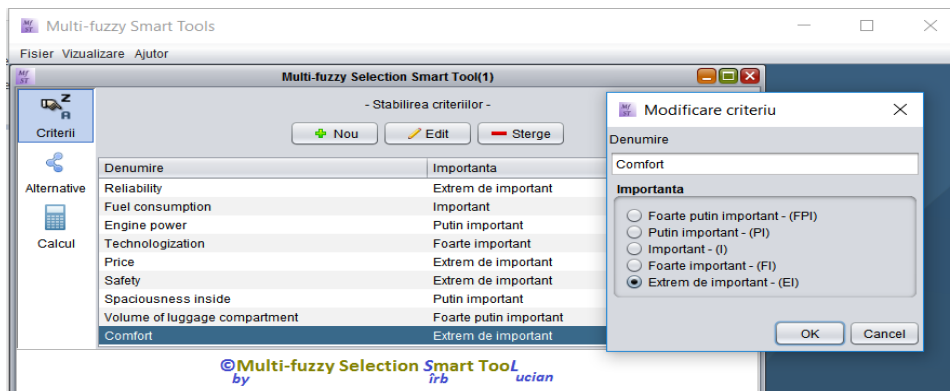 Multi-fuzzy Smart Tools
Fisier Vizualizare Ajutor
Multi-fuzzy Selection Smart Tool(1)
Criterii
Alternative
Calcul
- Stabilirea criteriilor -
Nou Edit Sterge
Denumire Importanta
Reliability Extrem de important
Fuel consumption Important
Engine power Putin important
Technologization Foarte important
Price Extrem de important
Safety Extrem de important
Spaciousness inside Putin important
Volume of luggage compartment Foarte putin important
Comfort Extrem de important
©Multi-fuzzy Selection Smart TooL
by Sîrb Lucian
Modificare criteriu
Denumire
Comfort
Importanta
Foarte putin important - (FPI)
Putin important - (PI)
Important - (I)
Foarte important - (FI)
Extrem de important - (EI)
OK Cancel